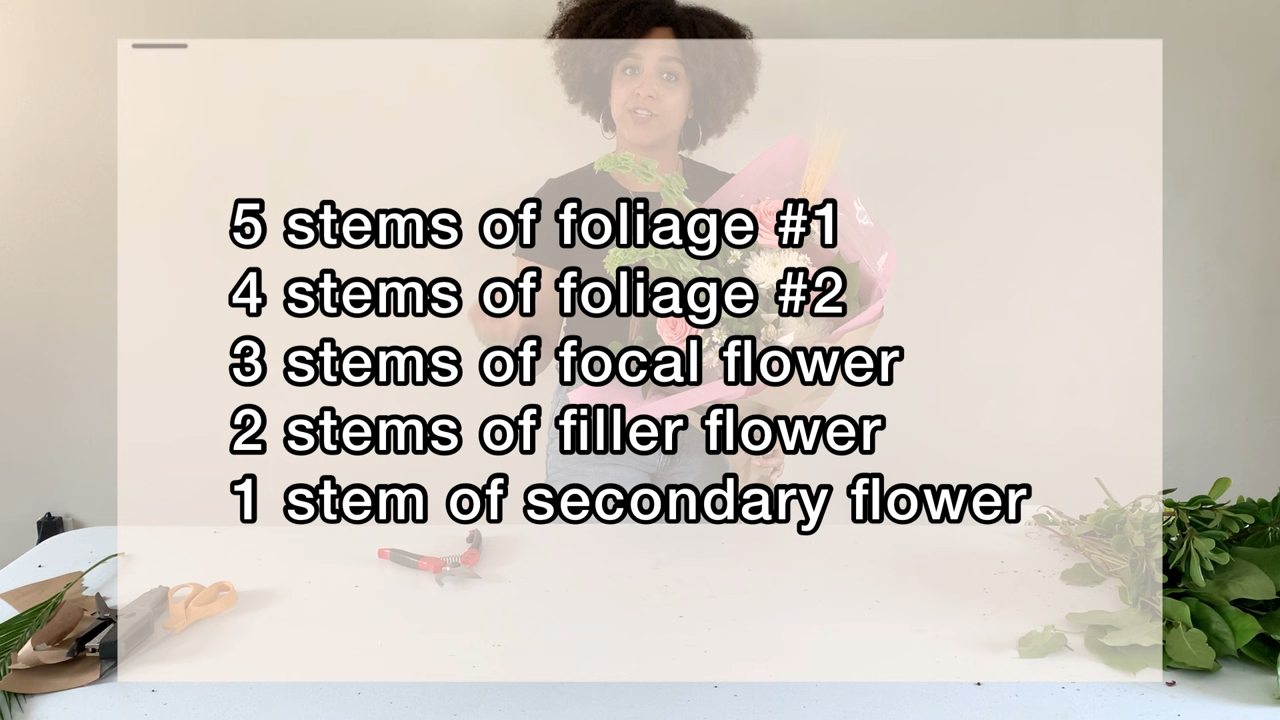 5 stems of foliage #1
4 stems of foliage #2
3 stems of focal flower
2 stems of filler flower
1 stem of secondary flower